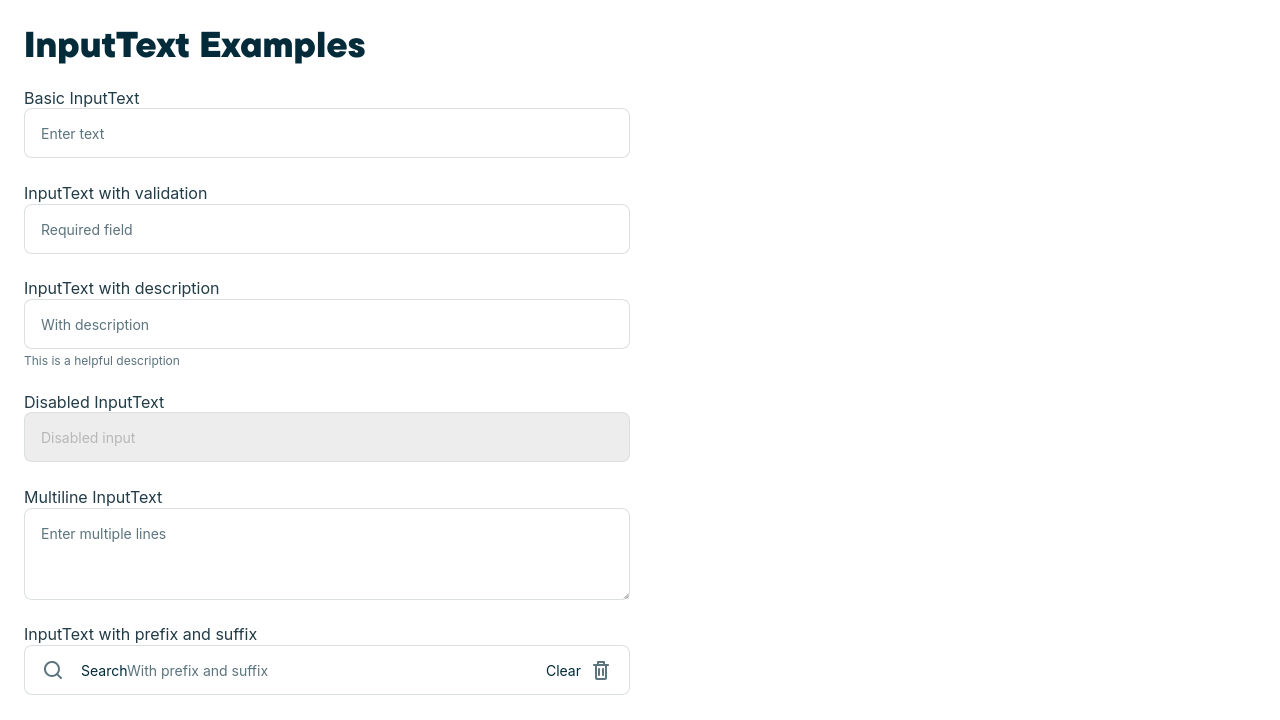 InputText Examples
Basic InputText
Enter text
InputText with validation
Required field
InputText with description
With description
This is a helpful description
Disabled InputText
Disabled input
Multiline InputText
Enter multiple lines
InputText with prefix and suffix
SearchWith prefix and suffix Clear